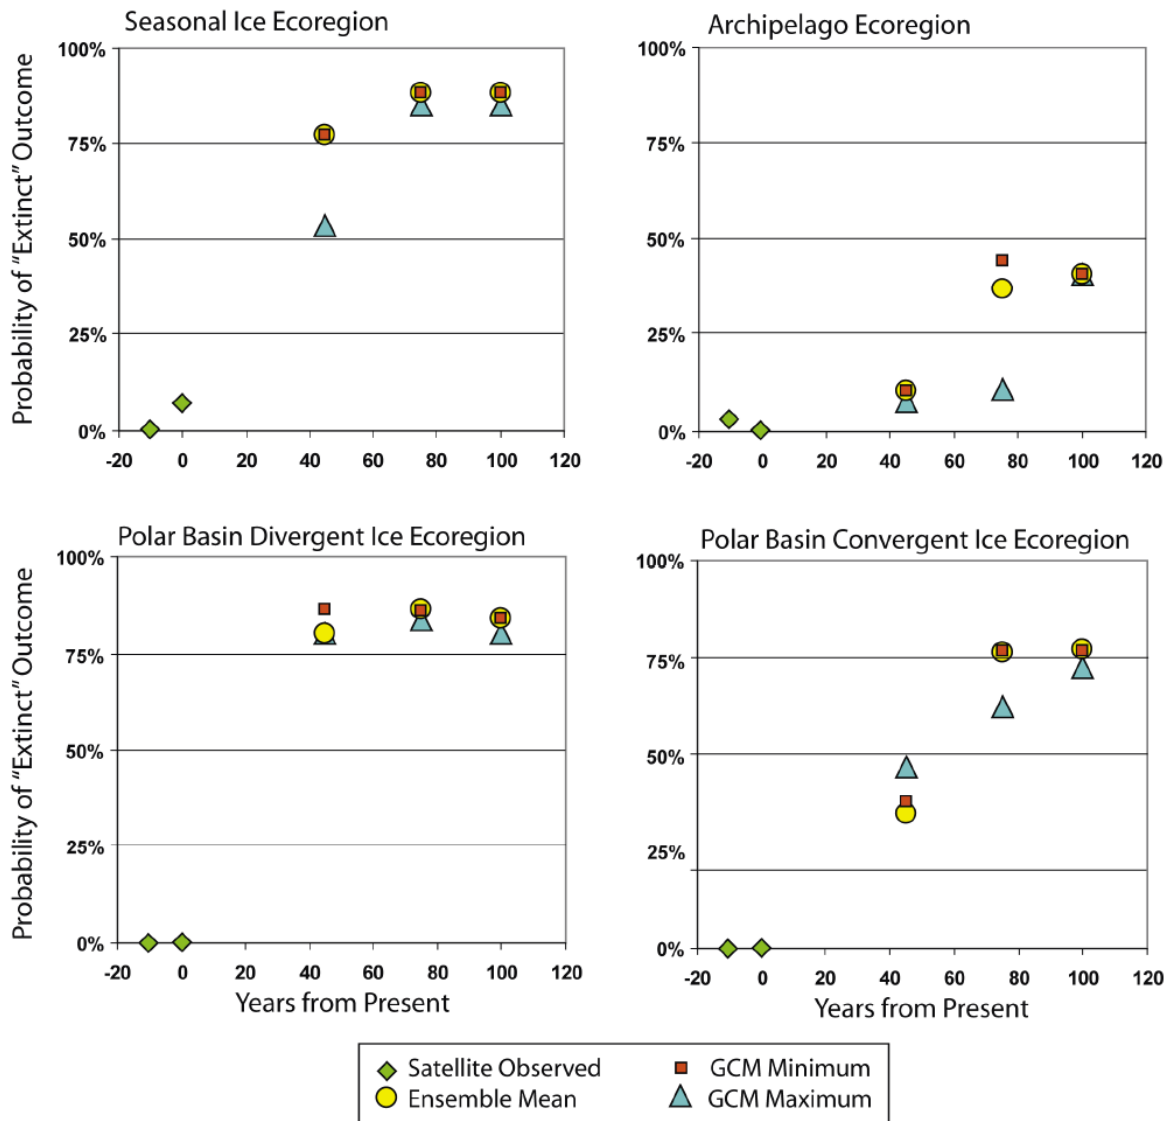 Seasonal Ice Ecoregion
Probability of "Extinct" Outcome
100%
75%
50%
25%
0%
-20 0 20 40 60 80 100 120
Archipelago Ecoregion
100%
75%
50%
25%
0%
-20 0 20 40 60 80 100 120
Polar Basin Divergent Ice Ecoregion
Probability of "Extinct" Outcome
100%
75%
50%
25%
0%
-20 0 20 40 60 80 100 120
Years from Present
Polar Basin Convergent Ice Ecoregion
100%
75%
50%
25%
0%
-20 0 20 40 60 80 100 120
Years from Present
Satellite Observed
GCM Minimum
Ensemble Mean
GCM Maximum